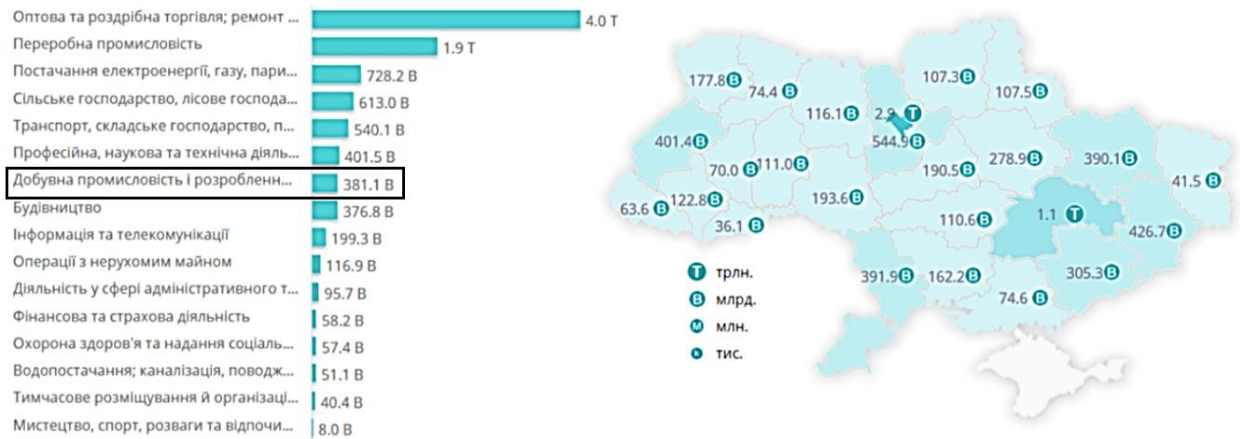 Оптова та роздрібна торгівля; ремонт ... 4.0 T
Переробна промисловість 1.9 T
Постачання електроенергії, газу, пари... 728.2 B
Сільське господарство, лісове господа... 613.0 B
Транспорт, складське господарство, п... 540.1 B
Професійна, наукова та технічна діяль... 401.5 B
Добувна промисловість і розробленн... 381.1 B
Будівництво 376.8 B
Інформація та телекомунікації 199.3 B
Операції з нерухомим майном 116.9 B
Діяльність у сфері адміністративного т... 95.7 B
Фінансова та страхова діяльність 58.2 B
Охорона здоров'я та надання соціаль... 57.4 B
Водопостачання; каналізація, поводж... 51.1 B
Тимчасове розміщування й організаці... 40.4 B
Мистецтво, спорт, розваги та відпочи... 8.0 B
177.8 B
74.4 B
116.1 B
2.9 T
107.3 B
107.5 B
401.4 B
544.9 B
70.0 B
111.0 B
190.5 B
278.9 B
390.1 B
41.5 B
63.6 B
122.8 B
193.6 B
36.1 B
110.6 B
1.1 T
426.7 B
391.9 B
162.2 B
305.3 B
74.6 B
T трлн.
B млрд.
M млн.
тис.